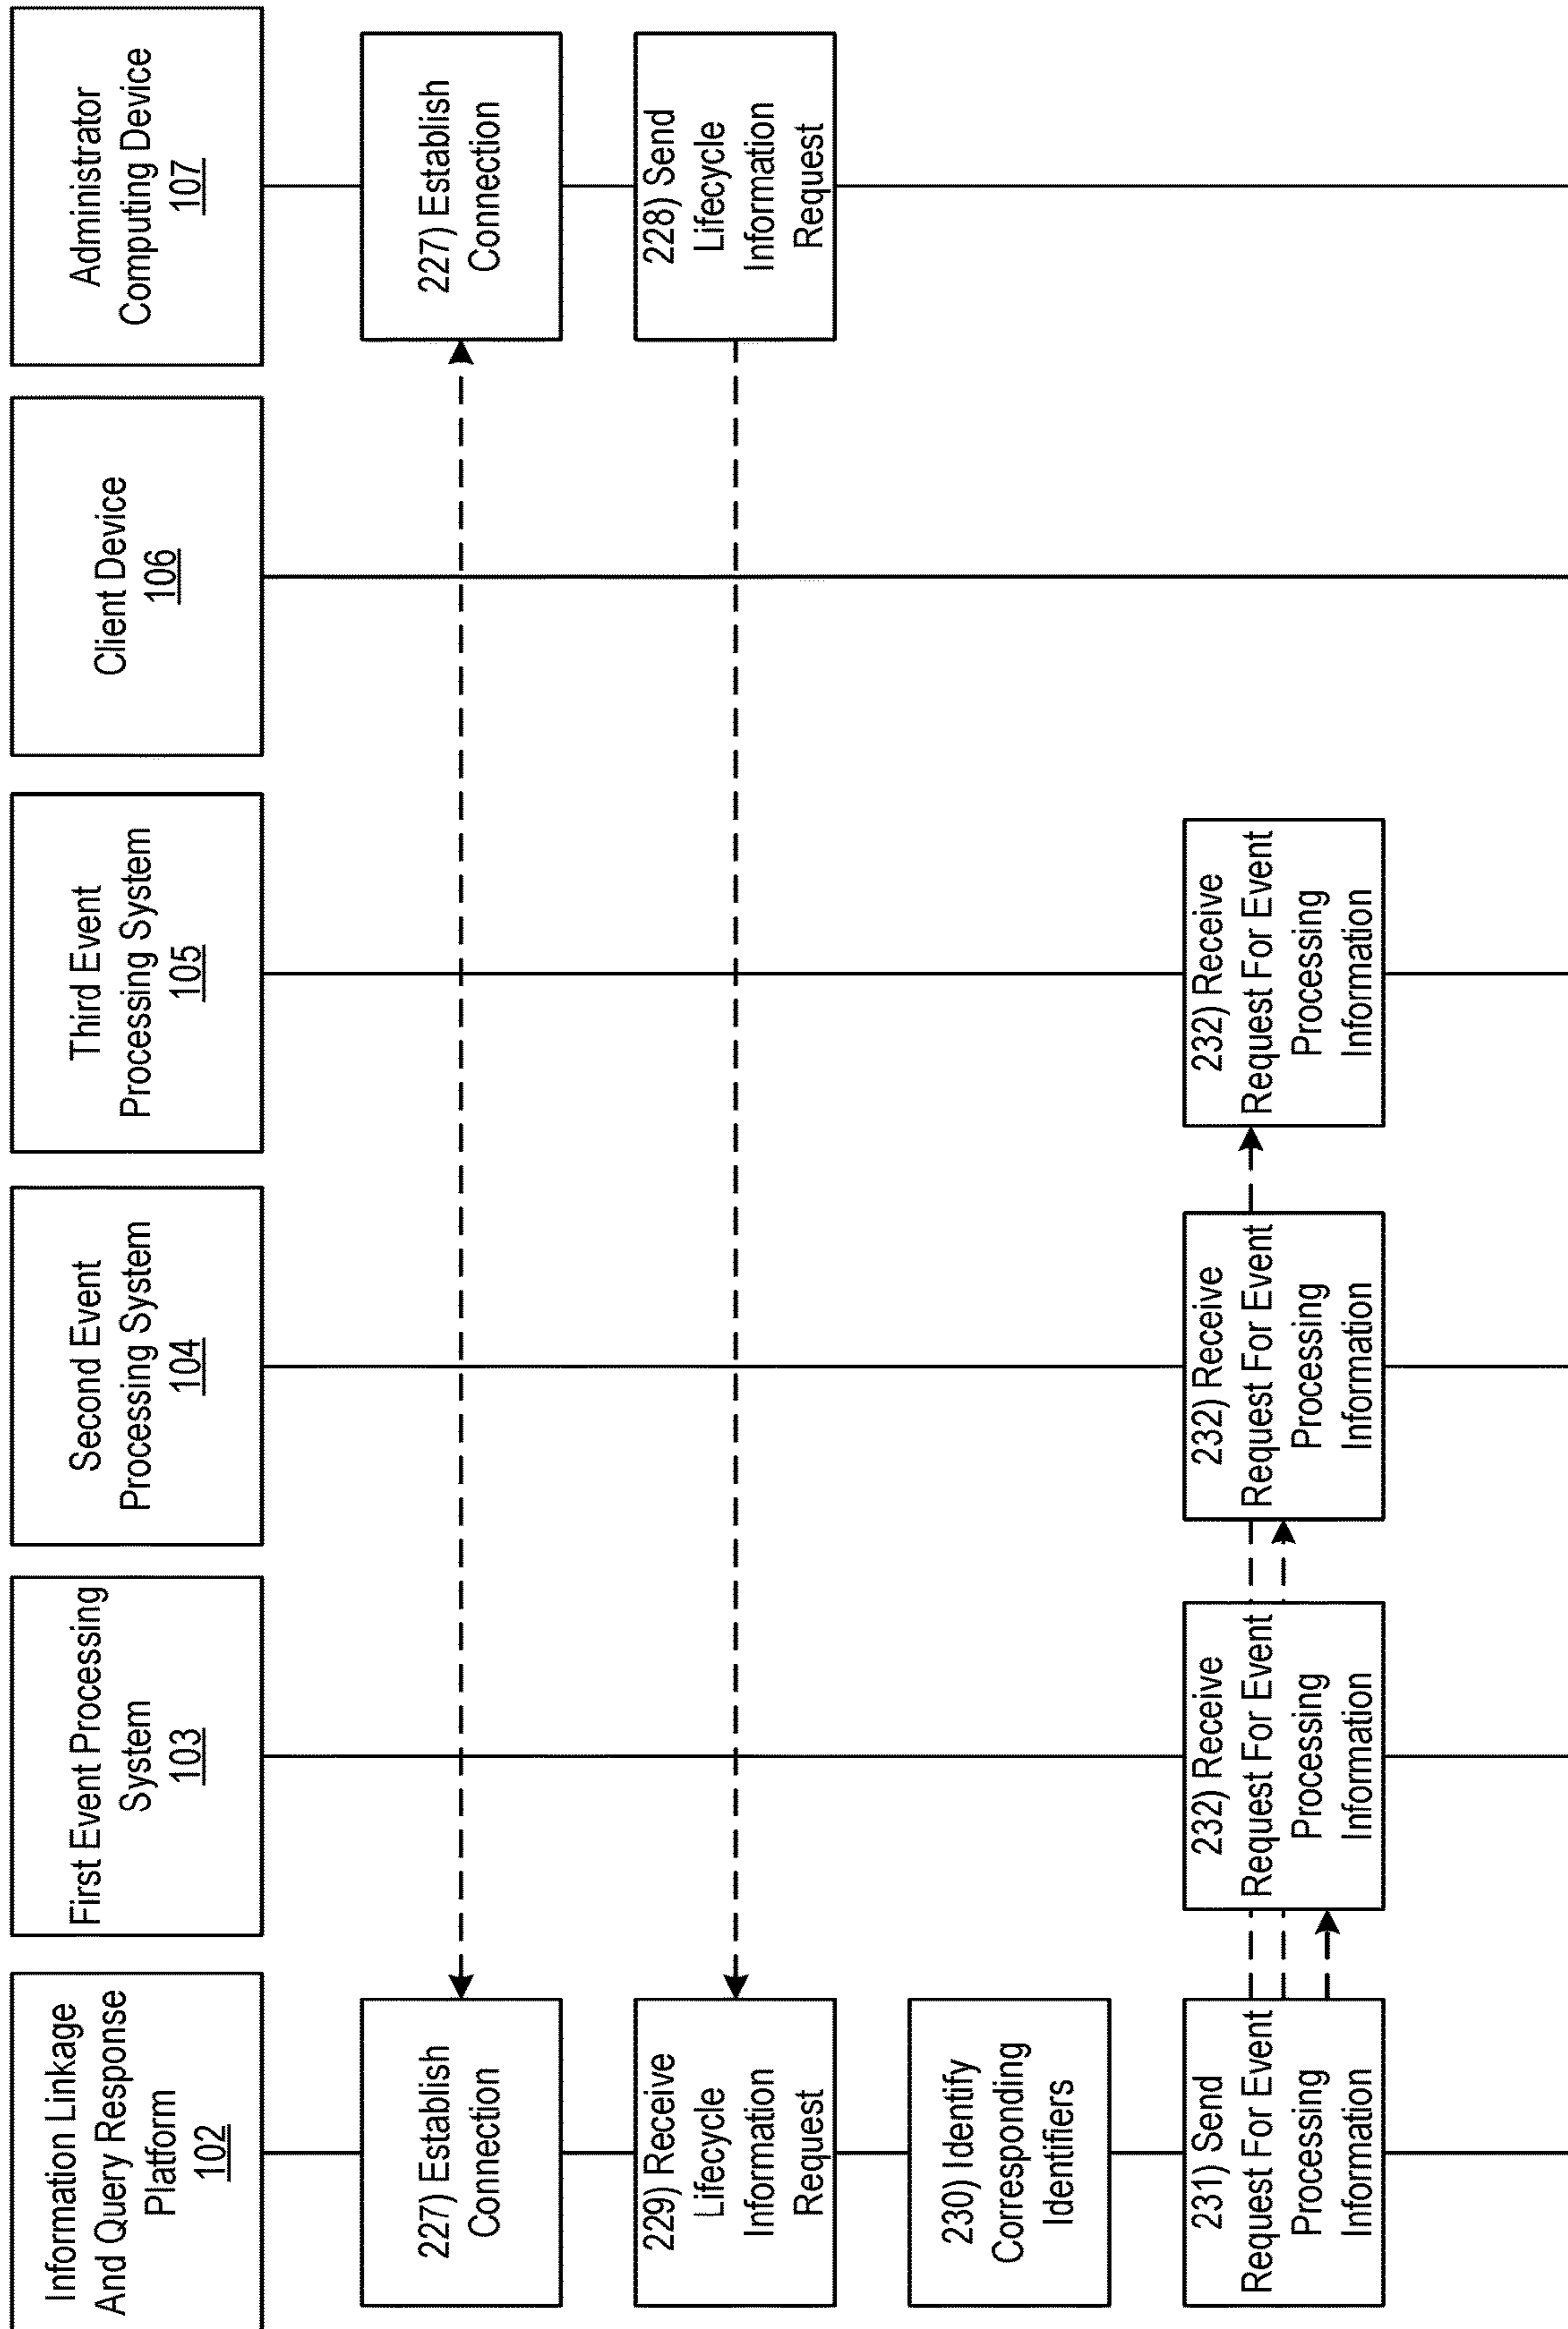 Information Linkage
And Query Response
Platform
102
First Event Processing
System
103
Second Event
Processing System
104
Third Event
Processing System
105
Client Device
106
Administrator
Computing Device
107
227) Establish
Connection
227) Establish
Connection
229) Receive
Lifecycle
Information
Request
228) Send
Lifecycle
Information
Request
230) Identify
Corresponding
Identifiers
231) Send
Request For Event
Processing
Information
232) Receive
Request For Event
Processing
Information
232) Receive
Request For Event
Processing
Information
232) Receive
Request For Event
Processing
Information